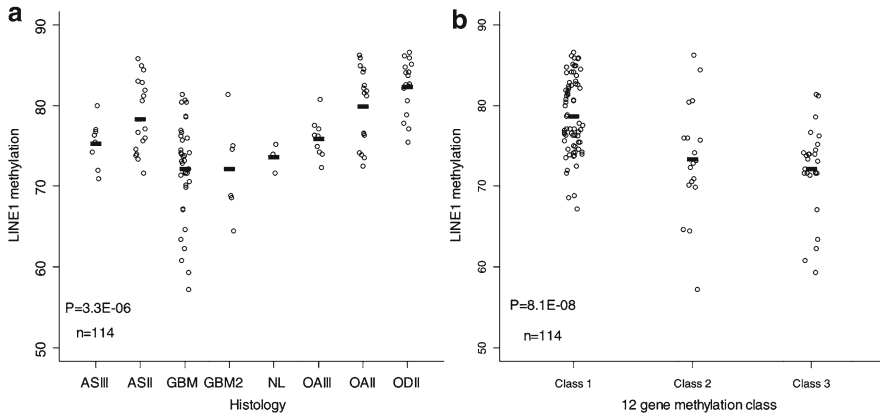 a
90
80
70
60
50
LINE1 methylation
P=3.3E-06
n=114
ASIII ASII GBM GBM2 NL OAIII OAII ODII
Histology
b
90
80
70
60
50
LINE1 methylation
P=8.1E-08
n=114
Class 1 Class 2 Class 3
12 gene methylation class